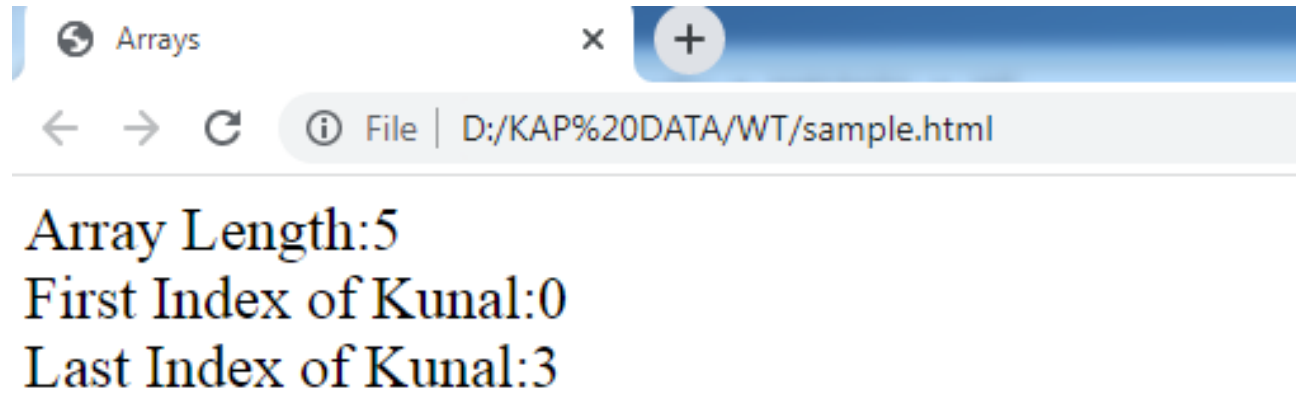 Arrays
File | D:/KAP%20DATA/WT/sample.html
Array Length:5
First Index of Kunal:0
Last Index of Kunal:3